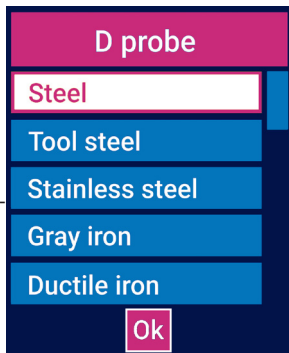 D probe
Steel
Tool steel
Stainless steel
Gray iron
Ductile iron
Ok